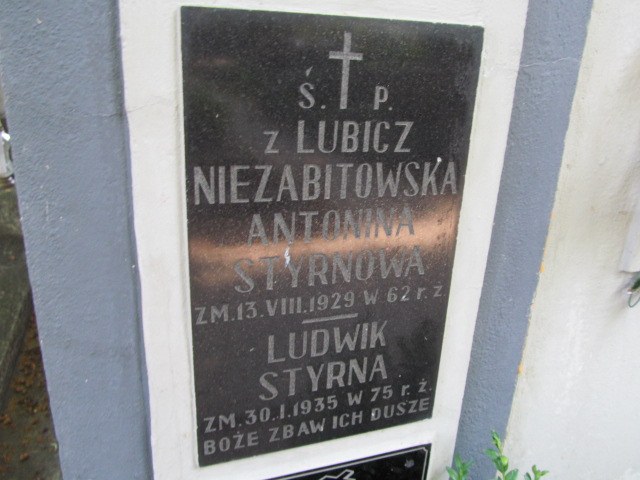 Ś. P.
z LUBICZ
NIEZABITOWSKA
ANTONINA
STYRNOWA
ZM.13.VIII.1929 W 62 r. ż.
LUDWIK
STYRNA
ZM.30.I.1935 W 75 r. ż.
BOŻE ZBAW ICH DUSZE